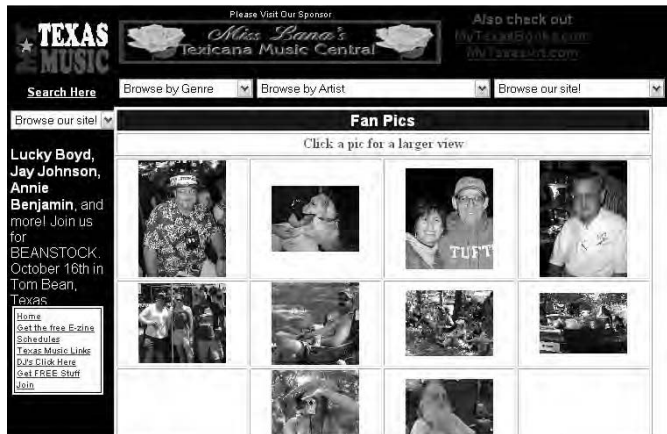 Please Visit Our Sponsor
My TEXAS MUSIC
Miss Lana's
Texicana Music Central
Also check out
MyTexasBooks.com
MyTexasArt.com
Search Here
Browse by Genre
Browse by Artist
Browse our site!
Browse our site!
Fan Pics
Click a pic for a larger view
Lucky Boyd,
Jay Johnson,
Annie
Benjamin, and
more! Join us
for
BEANSTOCK.
October 16th in
Tom Bean,
Texas
Home
Get the free E-zine
Schedules
Texas Music Links
DJ's Click Here
Get FREE Stuff
Join
TUFT